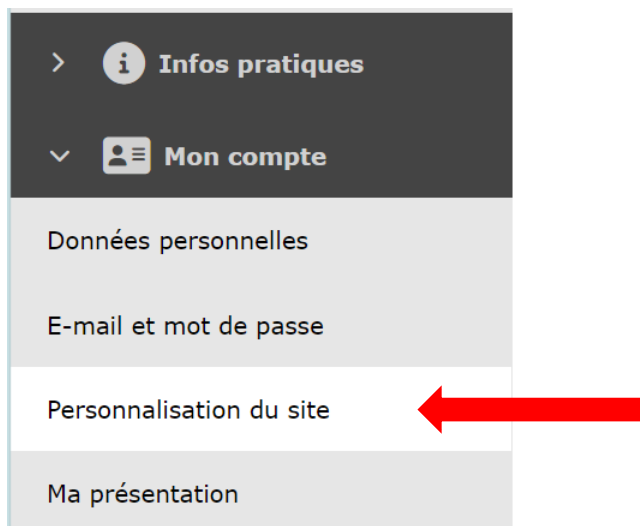 Infos pratiques
Mon compte
Données personnelles
E-mail et mot de passe
Personnalisation du site
Ma présentation